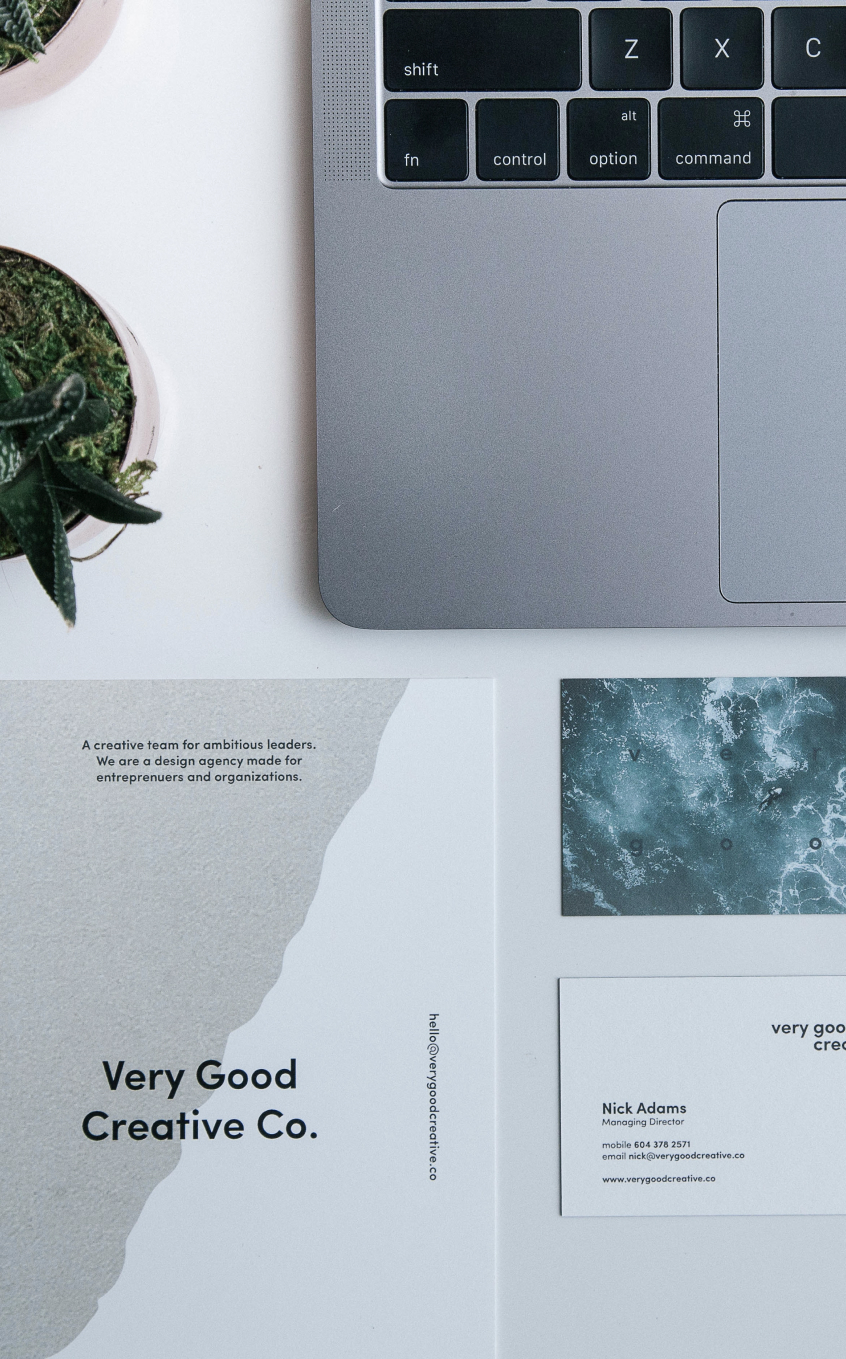 shift Z X C
alt ⌘
fn control option command
A creative team for ambitious leaders.
We are a design agency made for
entreprenuers and organizations.
Very Good
Creative Co.
hello@verygoodcreative.co
v e r
g o o
very goo
crea
Nick Adams
Managing Director
mobile 604 378 2571
email nick@verygoodcreative.co
www.verygoodcreative.co